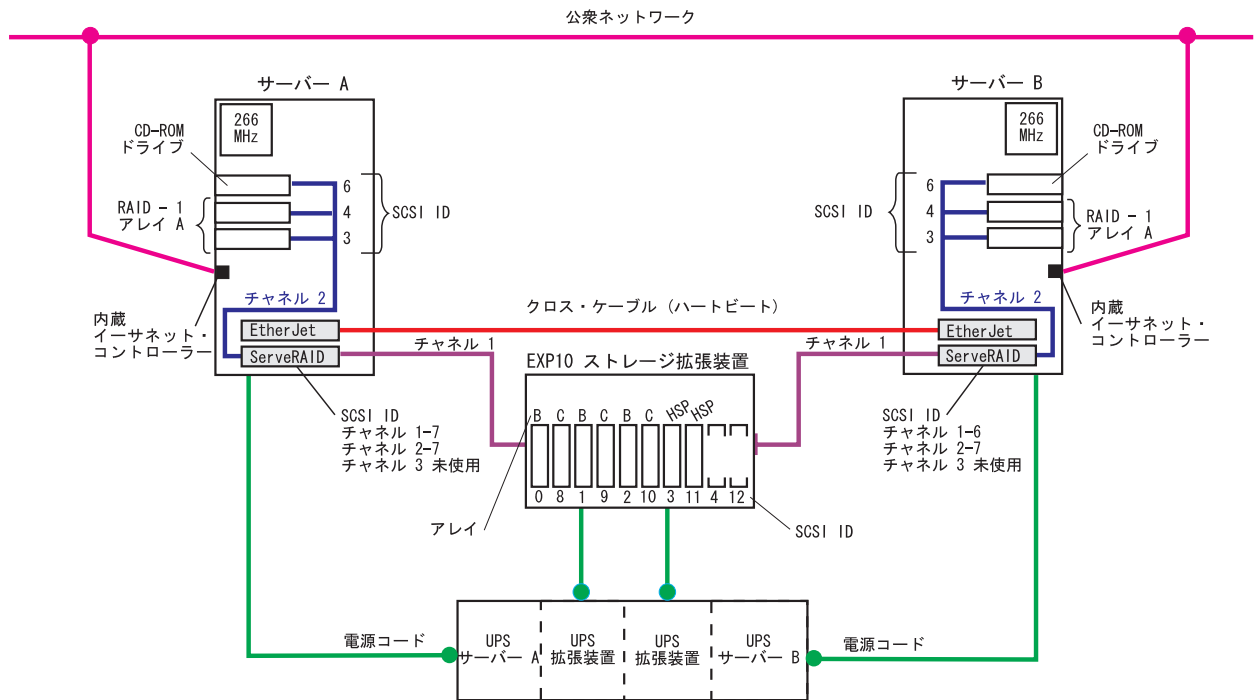 公衆ネットワーク
サーバー A
266
MHz
CD-ROM
ドライブ
RAID - 1
アレイ A
6
4
3
SCSI ID
チャネル 2
内蔵
イーサネット・
コントローラー
EtherJet
ServeRAID
チャネル 1
SCSI ID
チャネル 1-7
チャネル 2-7
チャネル 3 未使用
クロス・ケーブル (ハートビート)
サーバー B
266
MHz
CD-ROM
ドライブ
RAID - 1
アレイ A
6
4
3
SCSI ID
チャネル 2
内蔵
イーサネット・
コントローラー
EtherJet
ServeRAID
チャネル 1
SCSI ID
チャネル 1-6
チャネル 2-7
チャネル 3 未使用
EXP10 ストレージ拡張装置
B C B C B C HSP HSP
0 8 1 9 2 10 3 11 4 12
アレイ
SCSI ID
電源コード
UPS
サーバー A
UPS
拡張装置
UPS
拡張装置
UPS
サーバー B
電源コード